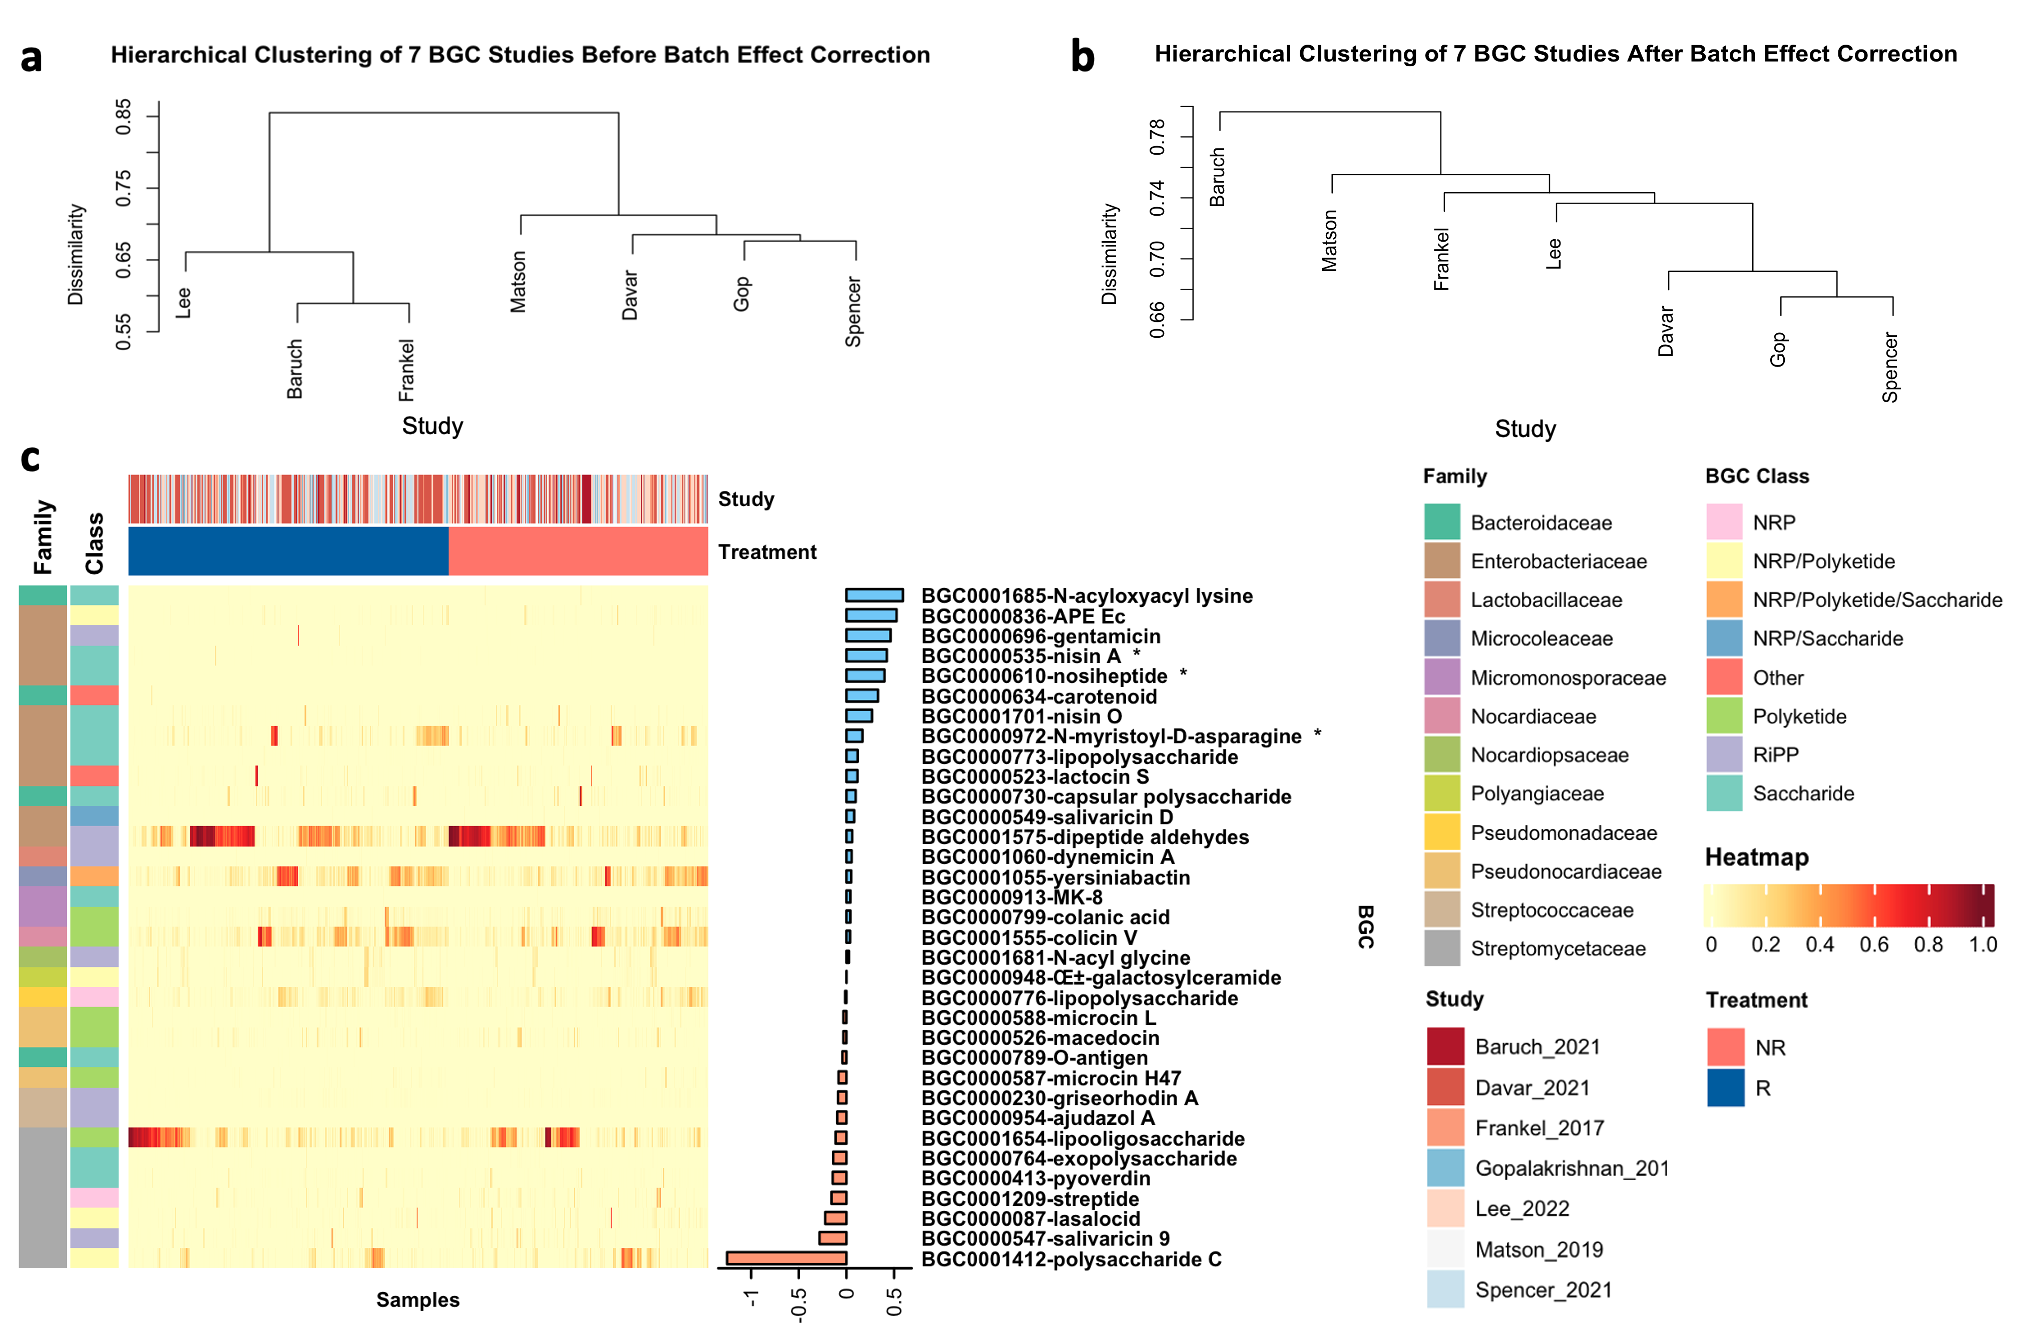 a
Hierarchical Clustering of 7 BGC Studies Before Batch Effect Correction
Dissimilarity
0.55
0.65
0.75
0.85
Lee
Baruch
Frankel
Matson
Davar
Gop
Spencer
Study
b
Hierarchical Clustering of 7 BGC Studies After Batch Effect Correction
Dissimilarity
0.66
0.70
0.74
0.78
Baruch
Matson
Frankel
Lee
Davar
Gop
Spencer
Study
c
Family
Class
Study
Treatment
BGC0001685-N-acyloxyacyl lysine
BGC0000836-APE Ec
BGC0000696-gentamicin
BGC0000535-nisin A *
BGC0000610-nosiheptide *
BGC0000634-carotenoid
BGC0001701-nisin O
BGC0000972-N-myristoyl-D-asparagine *
BGC0000773-lipopolysaccharide
BGC0000523-lactocin S
BGC0000730-capsular polysaccharide
BGC0000549-salivaricin D
BGC0001575-dipeptide aldehydes
BGC0001060-dynemicin A
BGC0001055-yersiniabactin
BGC0000913-MK-8
BGC0000799-colanic acid
BGC0001555-colicin V
BGC0001681-N-acyl glycine
BGC0000948-Œ±-galactosylceramide
BGC0000776-lipopolysaccharide
BGC0000588-microcin L
BGC0000526-macedocin
BGC0000789-O-antigen
BGC0000587-microcin H47
BGC0000230-griseorhodin A
BGC0000954-ajudazol A
BGC0001654-lipooligosaccharide
BGC0000764-exopolysaccharide
BGC0000413-pyoverdin
BGC0001209-streptide
BGC0000087-lasalocid
BGC0000547-salivaricin 9
BGC0001412-polysaccharide C
-1
-0.5
0
0.5
Samples
BGC
Family
Bacteroidaceae
Enterobacteriaceae
Lactobacillaceae
Microcoleaceae
Micromonosporaceae
Nocardiaceae
Nocardiopsaceae
Polyangiaceae
Pseudomonadaceae
Pseudonocardiaceae
Streptococcaceae
Streptomycetaceae
BGC Class
NRP
NRP/Polyketide
NRP/Polyketide/Saccharide
NRP/Saccharide
Other
Polyketide
RiPP
Saccharide
Heatmap
0 0.2 0.4 0.6 0.8 1.0
Study
Baruch_2021
Davar_2021
Frankel_2017
Gopalakrishnan_201
Lee_2022
Matson_2019
Spencer_2021
Treatment
NR
R